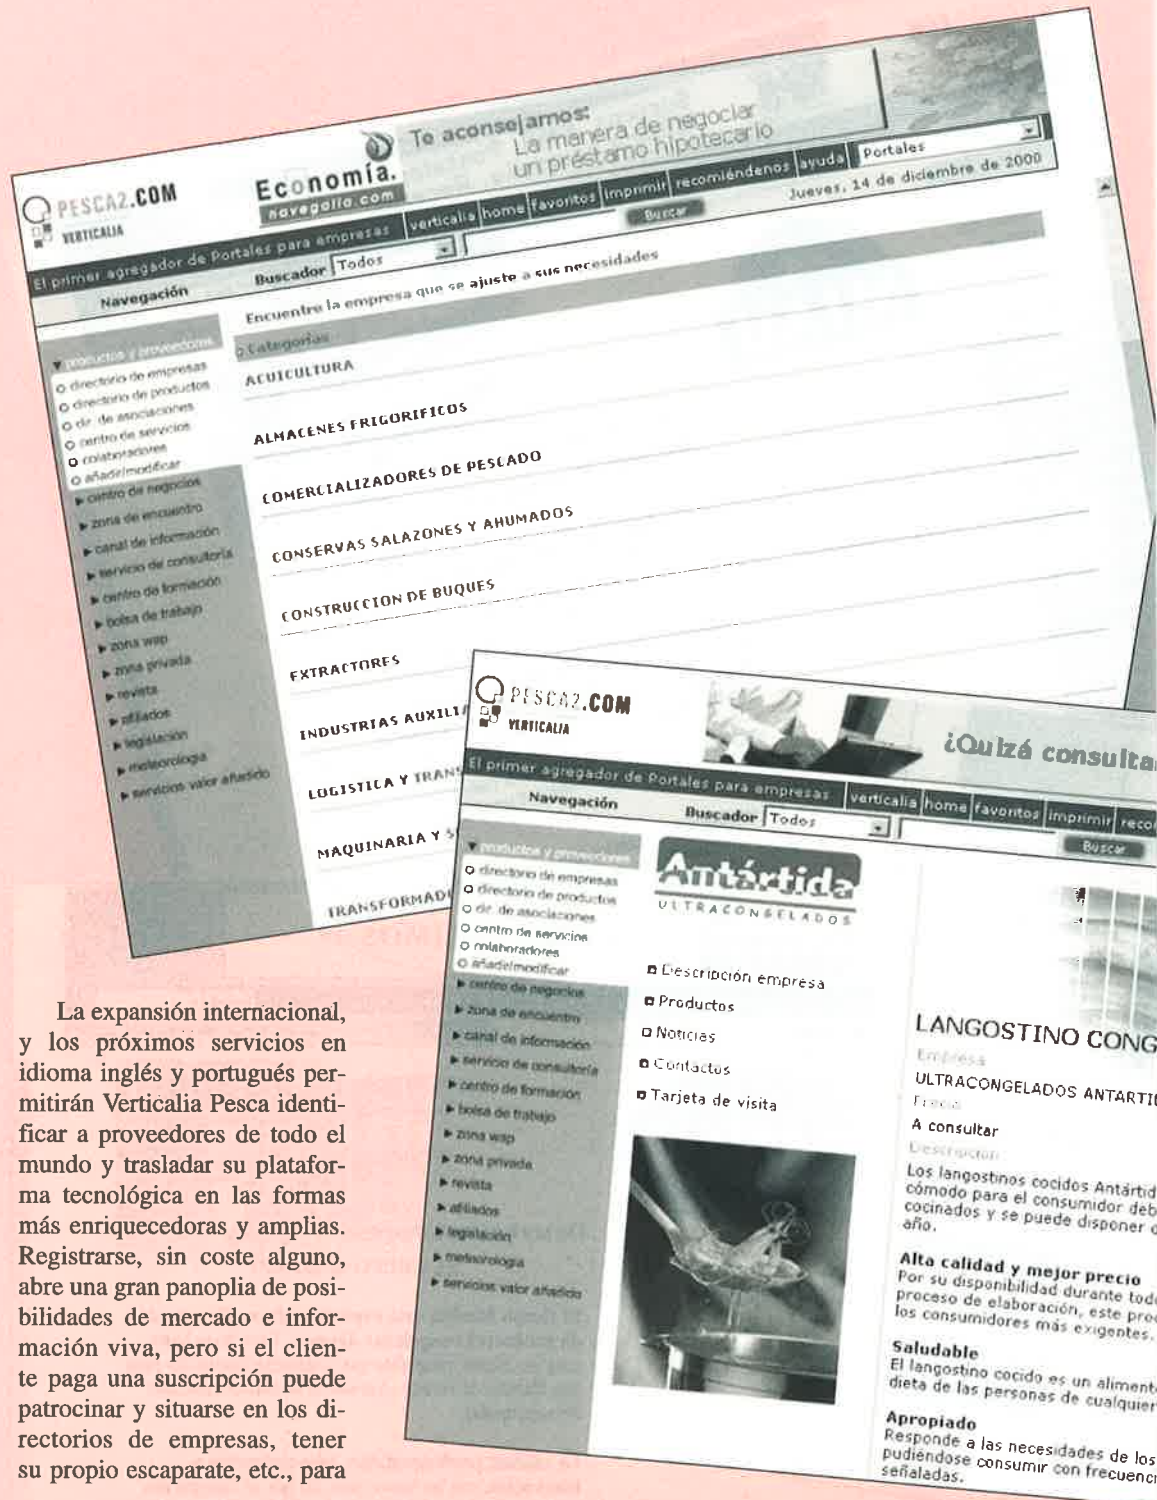 PESCA2.COM
VERTICALIA
Economía.
navegalia.com
Te aconsejamos:
La manera de negociar
un préstamo hipotecario
El primer agregador de Portales para empresas verticalia home favoritos imprimir recomiéndenos ayuda Portales
Navegación
Buscador Todos Buscar
Jueves, 14 de diciembre de 2000
Encuentre la empresa que se ajuste a sus necesidades
Categorías
productos y proveedores
directorio de empresas
directorio de productos
dir. de asociaciones
centro de servicios
colaboradores
añadir/modificar
centro de negocios
zona de encuentro
canal de información
servicio de consultoría
centro de formación
bolsa de trabajo
zona wap
zona privada
revista
afiliados
legislación
meteorología
servicios valor añadido
ACUICULTURA
ALMACENES FRIGORIFICOS
COMERCIALIZADORES DE PESCADO
CONSERVAS SALAZONES Y AHUMADOS
CONSTRUCCION DE BUQUES
EXTRACTORES
INDUSTRIAS AUXILI
LOGISTICA Y TRANS
MAQUINARIA Y S
TRANSFORMAD
PESCA2.COM
VERTICALIA
¿Quizá consulta
El primer agregador de Portales para empresas verticalia home favoritos imprimir recom
Navegación
Buscador Todos Buscar
productos y proveedores
directorio de empresas
directorio de productos
dir. de asociaciones
centro de servicios
colaboradores
añadir/modificar
centro de negocios
zona de encuentro
canal de información
servicio de consultoría
centro de formación
bolsa de trabajo
zona wap
zona privada
revista
afiliados
legislación
meteorología
servicios valor añadido
Antártida
ULTRACONGELADOS
Descripción empresa
Productos
Noticias
Contactos
Tarjeta de visita
LANGOSTINO CONG
Empresa
ULTRACONGELADOS ANTARTI
Precio
A consultar
Descripción
Los langostinos cocidos Antártid
cómodo para el consumidor deb
cocinados y se puede disponer d
año.
Alta calidad y mejor precio
Por su disponibilidad durante tod
proceso de elaboración, este pro
los consumidores más exigentes.
Saludable
El langostino cocido es un aliment
dieta de las personas de cualquier
Apropiado
Responde a las necesidades de los
pudiéndose consumir con frecuenci
señaladas.
La expansión internacional,
y los próximos servicios en
idioma inglés y portugués per-
mitirán Verticalia Pesca identi-
ficar a proveedores de todo el
mundo y trasladar su platafor-
ma tecnológica en las formas
más enriquecedoras y amplias.
Registrarse, sin coste alguno,
abre una gran panoplia de posi-
bilidades de mercado e infor-
mación viva, pero si el clien-
te paga una suscripción puede
patrocinar y situarse en los di-
rectorios de empresas, tener
su propio escaparate, etc., para